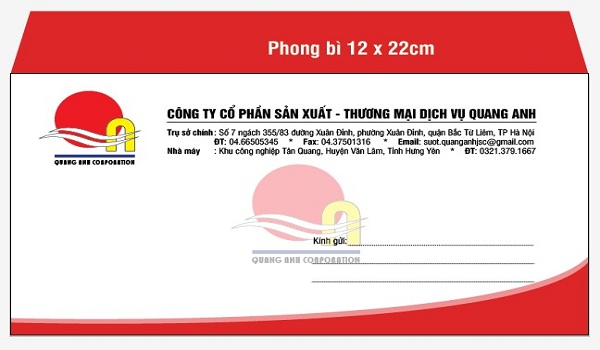 Phong bì 12 x 22cm
CÔNG TY CỔ PHẦN SẢN XUẤT - THƯƠNG MẠI DỊCH VỤ QUANG ANH
Trụ sở chính: Số 7 ngách 355/83 đường Xuân Đỉnh, phường Xuân Đỉnh, quận Bắc Từ Liêm, TP Hà Nội
ĐT: 04.66505345 * Fax: 04.37501316 * Email: suot.quanganhjsc@gmail.com
Nhà máy : Khu công nghiệp Tân Quang, Huyện Văn Lâm, Tỉnh Hưng Yên * ĐT: 0321.379.1667
QUANG ANH CORPORATION
Kính gửi:
QUANG ANH CORPORATION